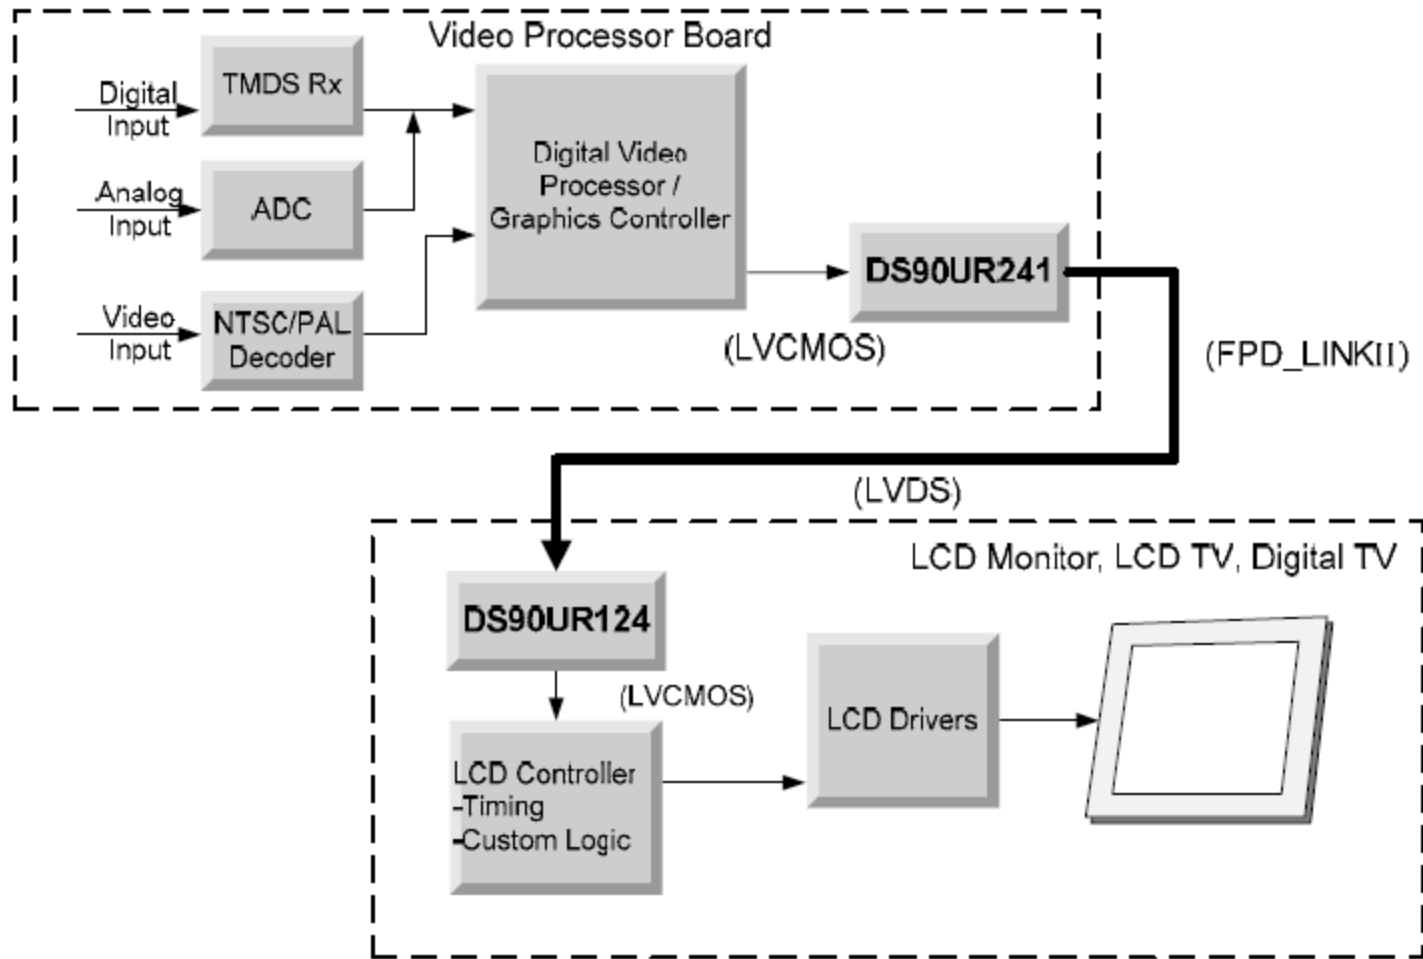 Video Processor Board
Digital
Input
TMDS Rx
Analog
Input
ADC
Video
Input
NTSC/PAL
Decoder
Digital Video
Processor /
Graphics Controller
DS90UR241
(LVCMOS)
(FPD_LINKII)
(LVDS)
LCD Monitor, LCD TV, Digital TV
DS90UR124
(LVCMOS)
LCD Controller
-Timing
-Custom Logic
LCD Drivers